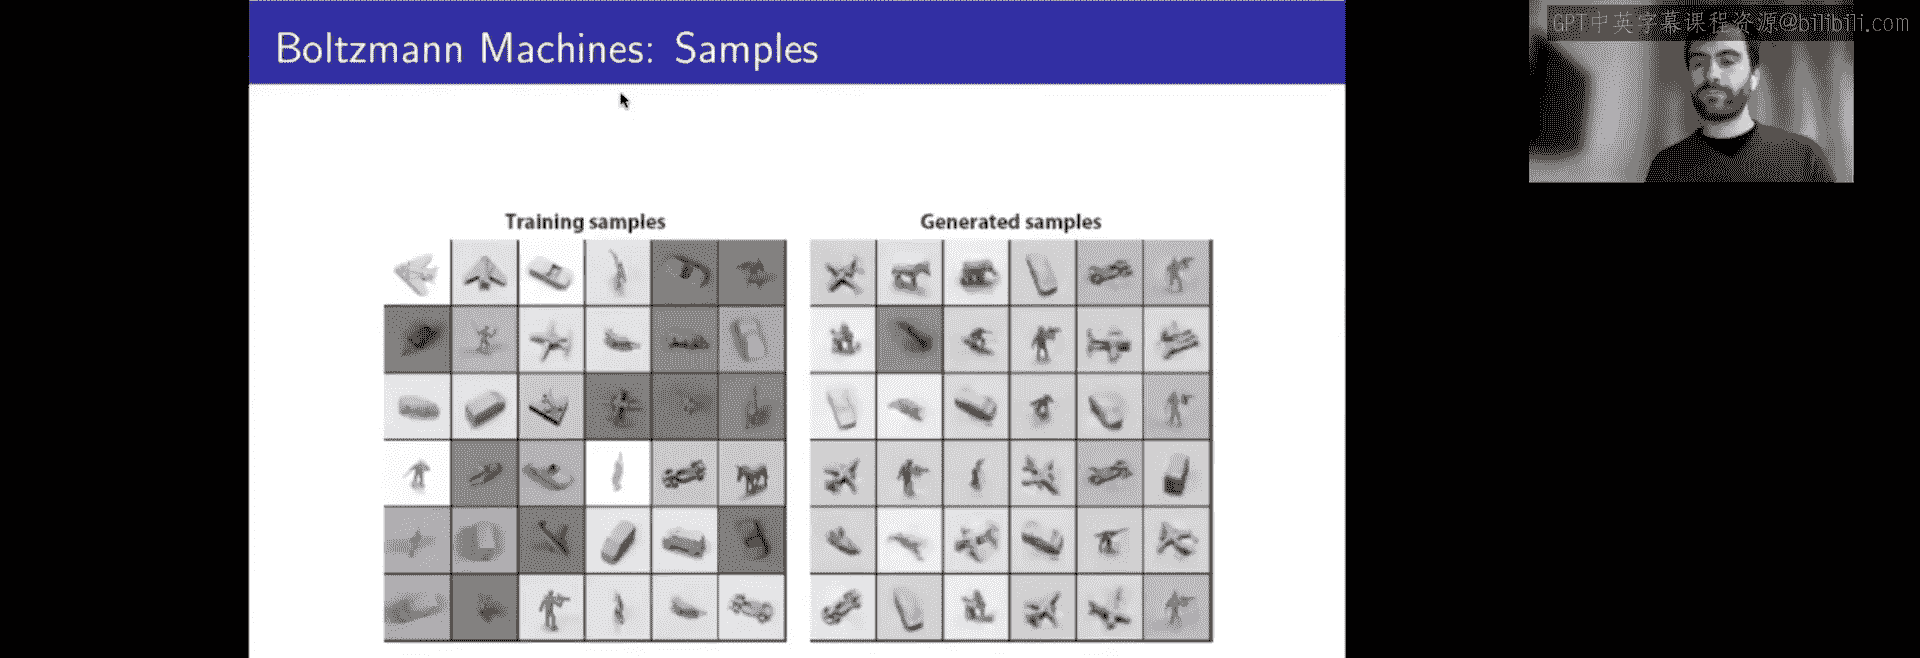 Boltzmann Machines: Samples
GPT中英字幕课程资源@bilibili.com
Training samples
Generated samples